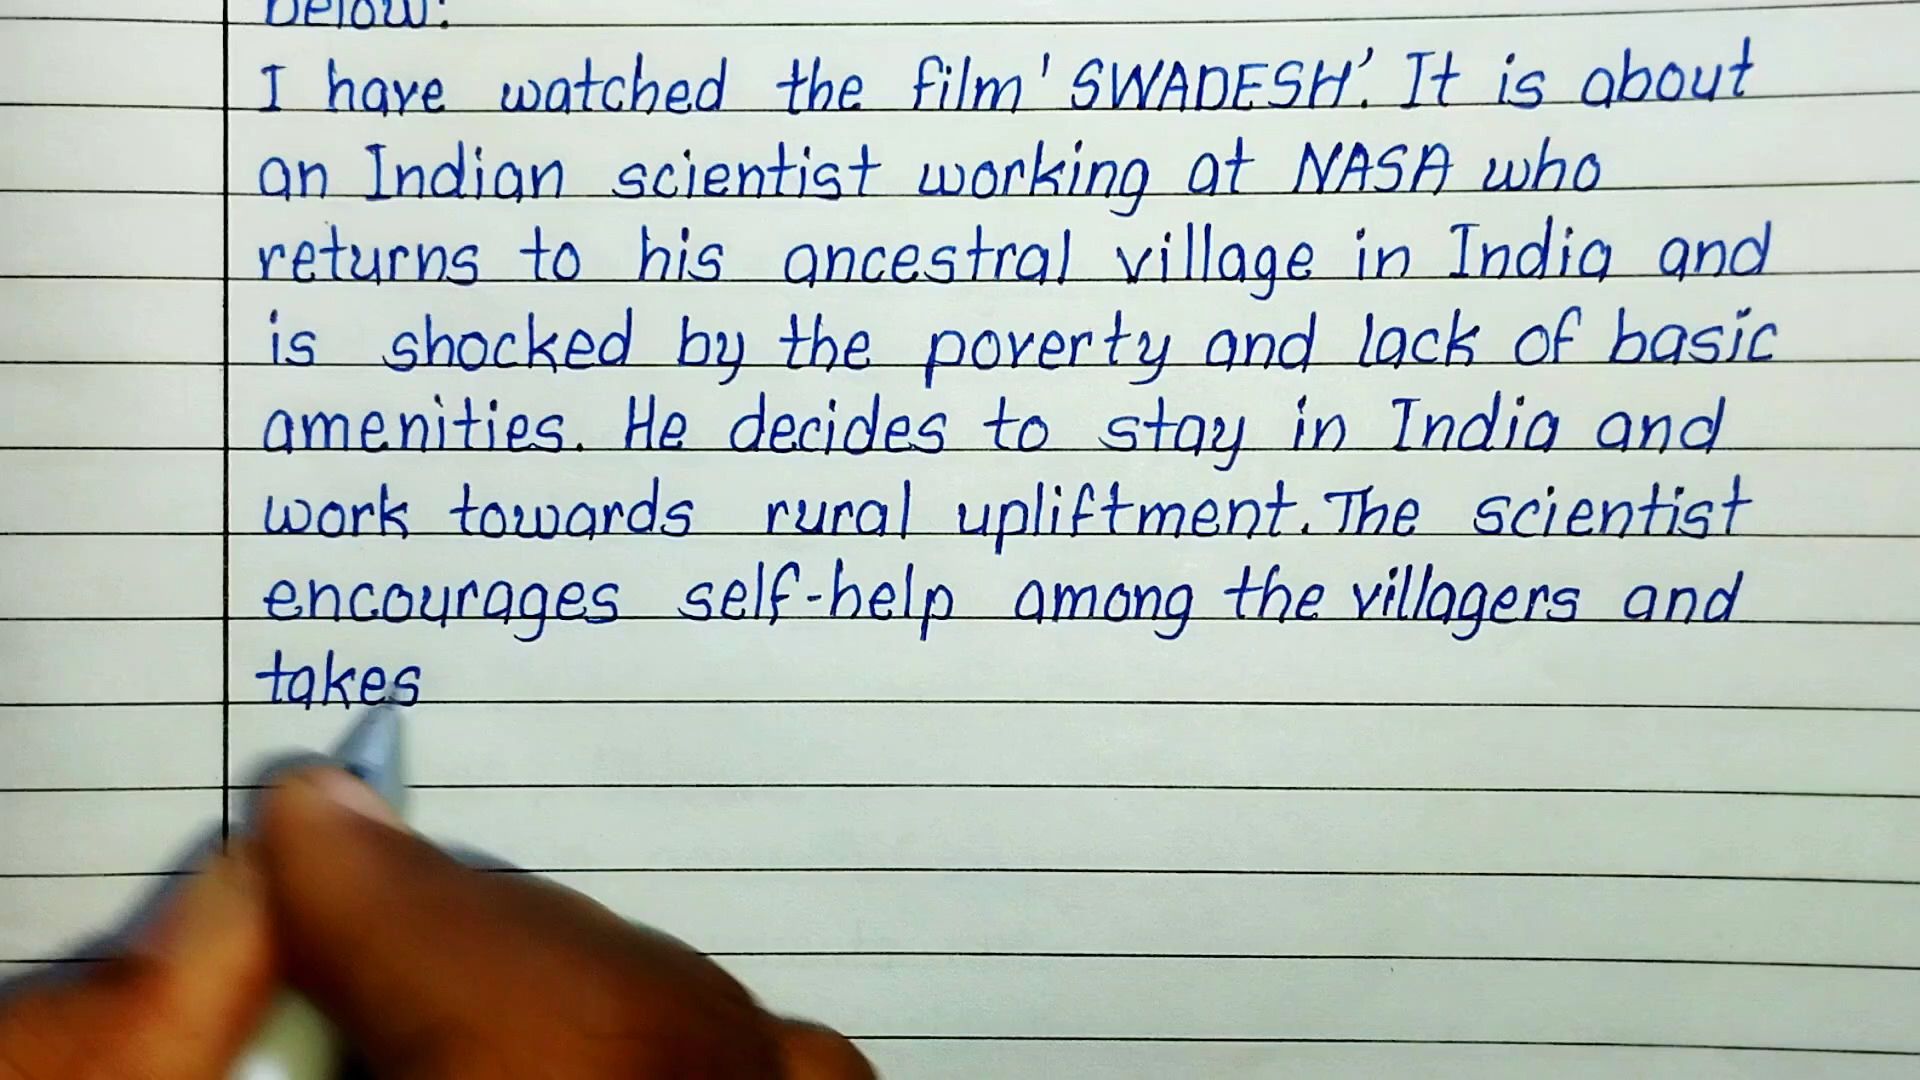 below:
I have watched the film 'SWADESH'. It is about
an Indian scientist working at NASA who
returns to his ancestral village in India and
is shocked by the poverty and lack of basic
amenities. He decides to stay in India and
work towards rural upliftment. The scientist
encourages self-help among the villagers and
takes